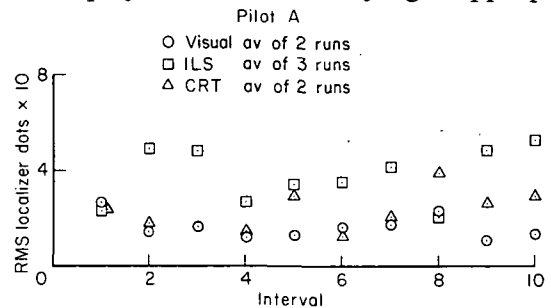 Pilot A
Visual av of 2 runs
ILS av of 3 runs
CRT av of 2 runs
RMS localizer dots × 10
8
4
0
2 4 6 8 10
Interval